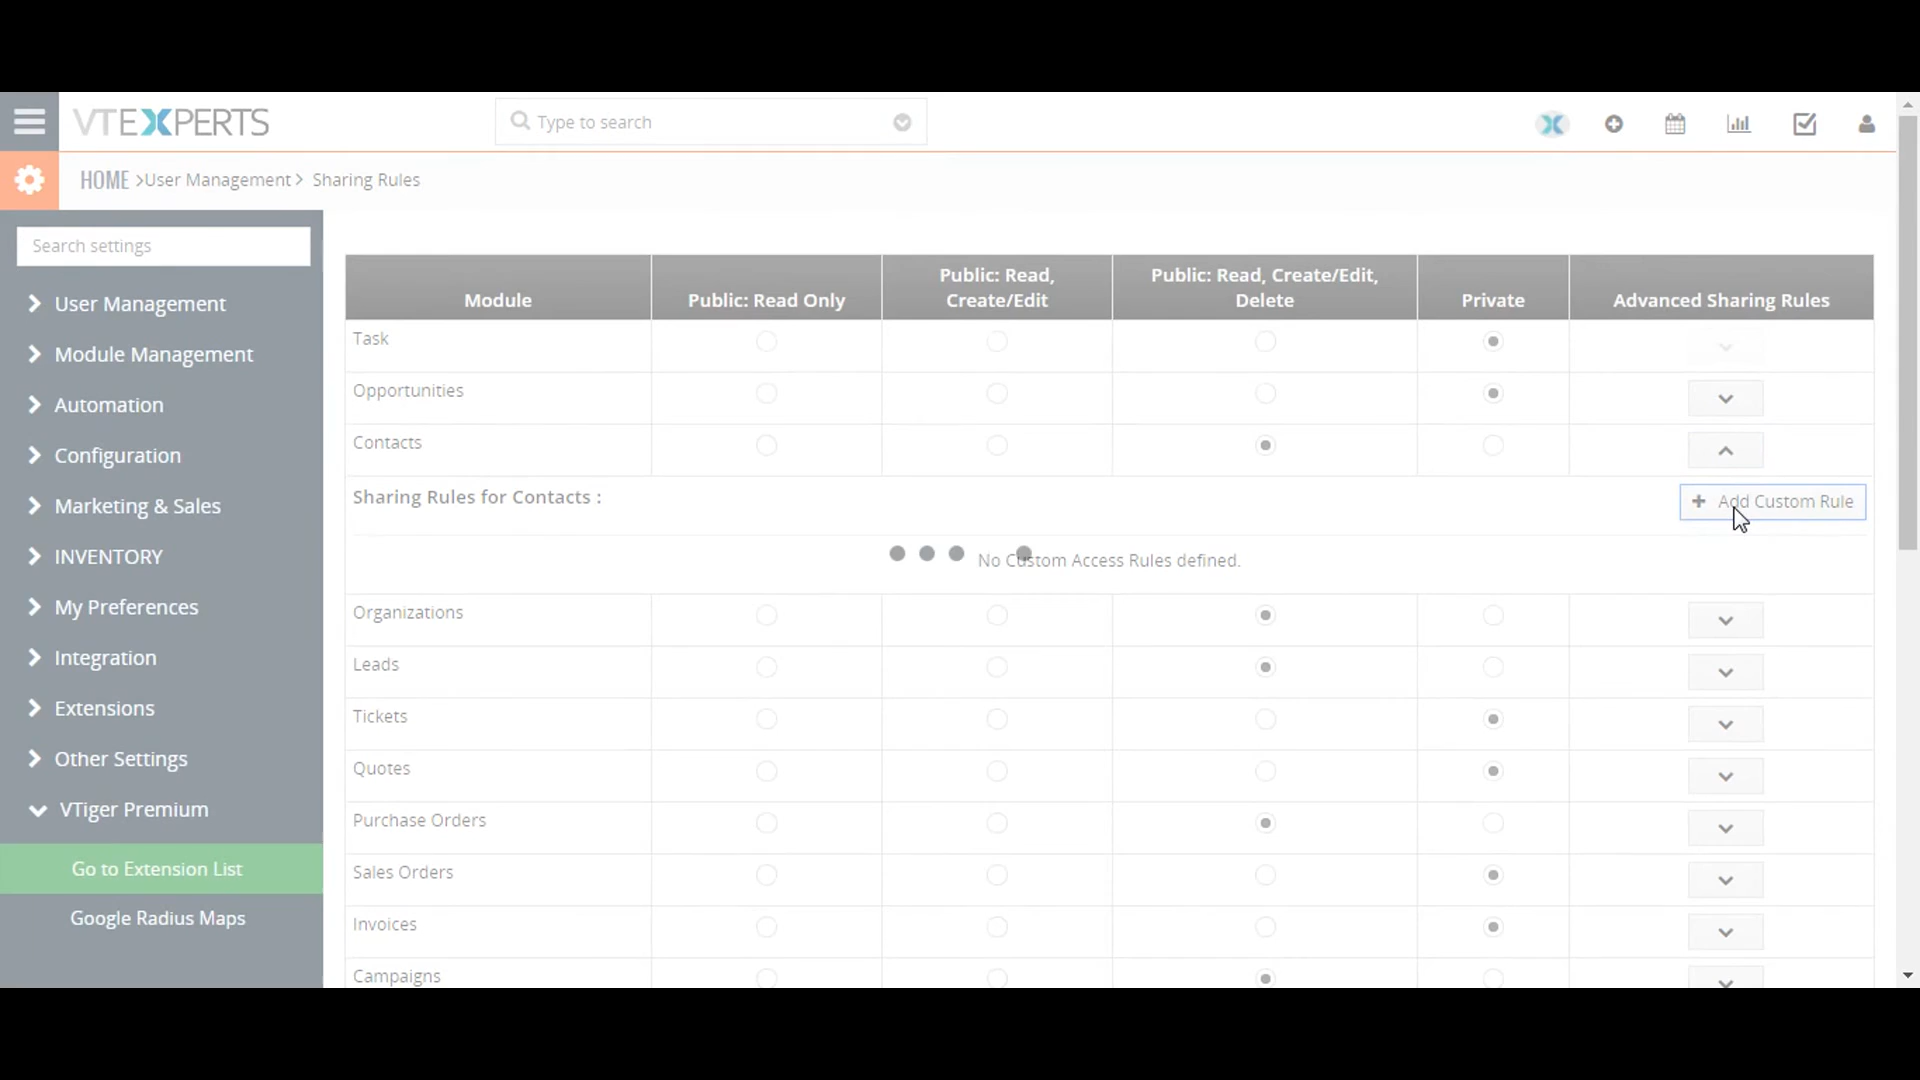 VTEXPERTS
Type to search
HOME >User Management> Sharing Rules
Search settings
User Management
Module Management
Automation
Configuration
Marketing & Sales
INVENTORY
My Preferences
Integration
Extensions
Other Settings
VTiger Premium
Go to Extension List
Google Radius Maps
Module
Public: Read Only
Public: Read,
Create/Edit
Public: Read, Create/Edit,
Delete
Private
Advanced Sharing Rules
Task
Opportunities
Contacts
Sharing Rules for Contacts :
+ Add Custom Rule
No Custom Access Rules defined.
Organizations
Leads
Tickets
Quotes
Purchase Orders
Sales Orders
Invoices
Campaigns